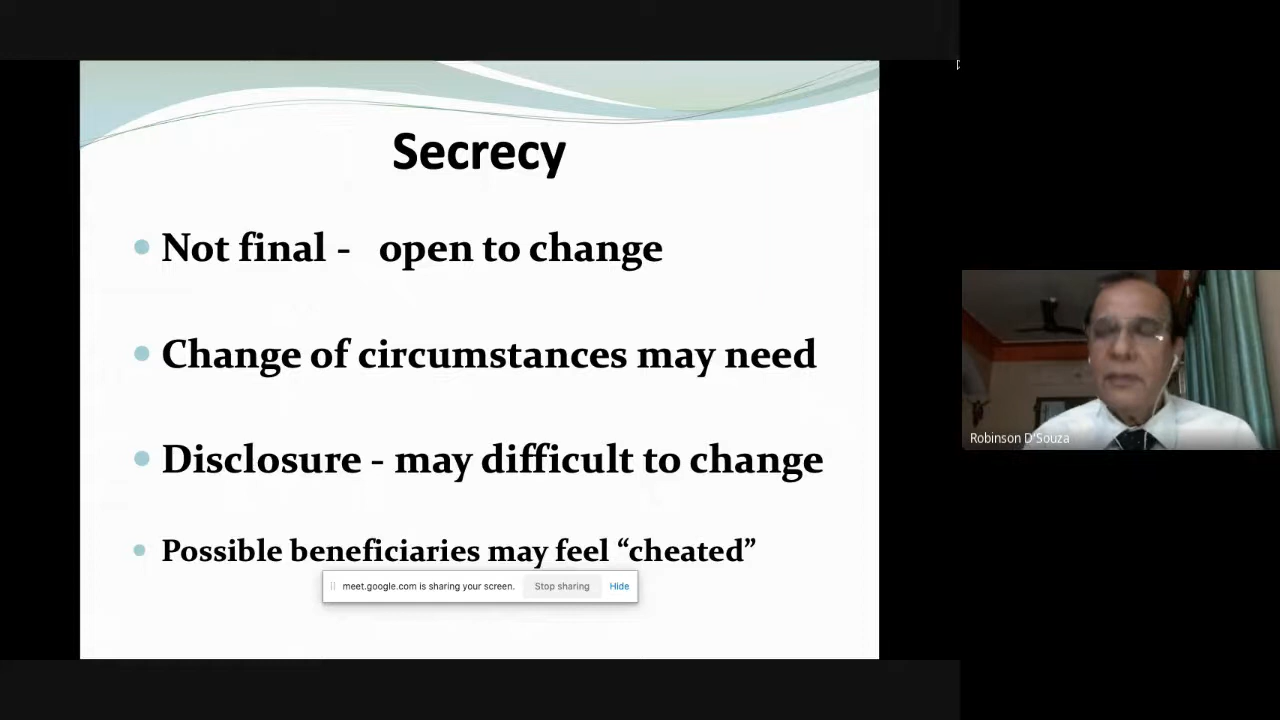 Secrecy
Not final - open to change
Change of circumstances may need
Disclosure - may difficult to change
Possible beneficiaries may feel “cheated”
meet.google.com is sharing your screen. Stop sharing Hide
Robinson D'Souza